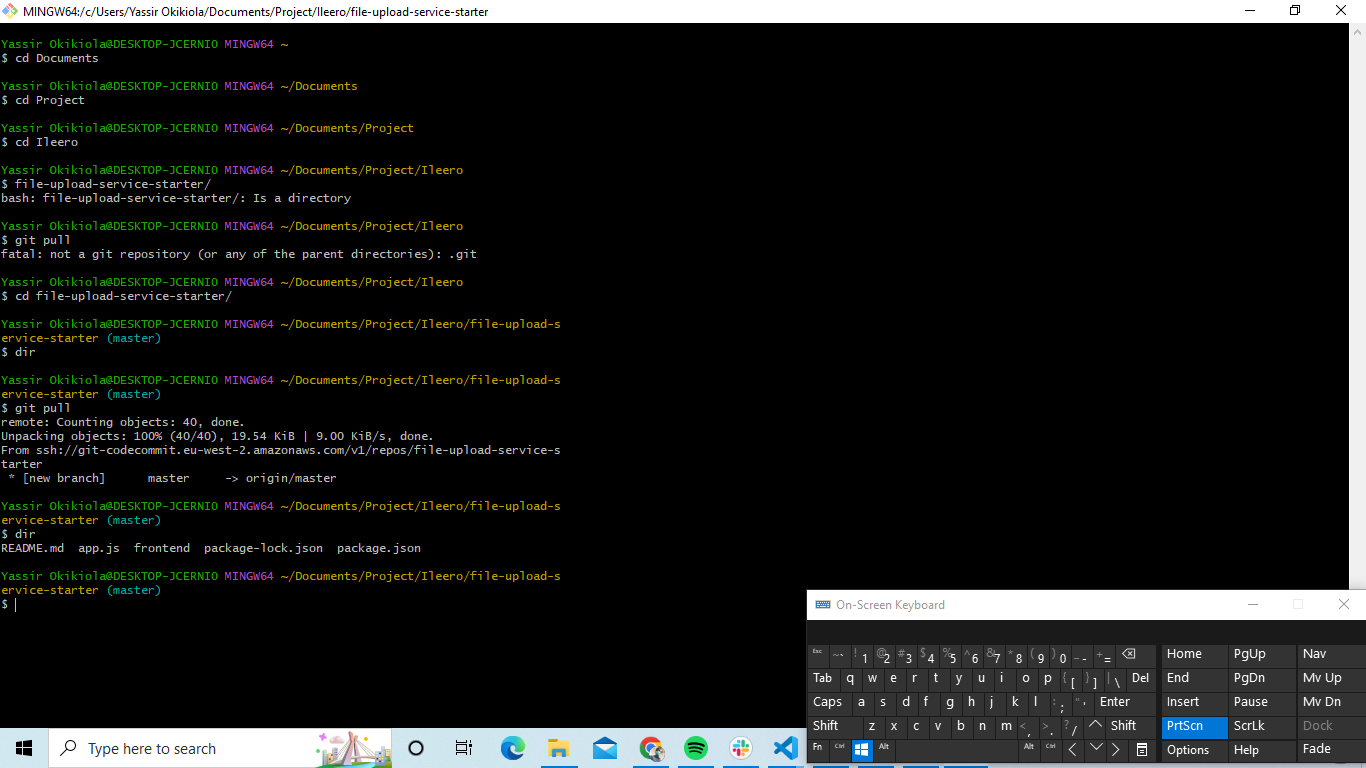 MINGW64:/c/Users/Yassir Okikiola/Documents/Project/Ileero/file-upload-service-starter
Yassir Okikiola@DESKTOP-JCERNIO MINGW64 ~
$ cd Documents
Yassir Okikiola@DESKTOP-JCERNIO MINGW64 ~/Documents
$ cd Project
Yassir Okikiola@DESKTOP-JCERNIO MINGW64 ~/Documents/Project
$ cd Ileero
Yassir Okikiola@DESKTOP-JCERNIO MINGW64 ~/Documents/Project/Ileero
$ file-upload-service-starter/
bash: file-upload-service-starter/: Is a directory
Yassir Okikiola@DESKTOP-JCERNIO MINGW64 ~/Documents/Project/Ileero
$ git pull
fatal: not a git repository (or any of the parent directories): .git
Yassir Okikiola@DESKTOP-JCERNIO MINGW64 ~/Documents/Project/Ileero
$ cd file-upload-service-starter/
Yassir Okikiola@DESKTOP-JCERNIO MINGW64 ~/Documents/Project/Ileero/file-upload-s
ervice-starter (master)
$ dir
Yassir Okikiola@DESKTOP-JCERNIO MINGW64 ~/Documents/Project/Ileero/file-upload-s
ervice-starter (master)
$ git pull
remote: Counting objects: 40, done.
Unpacking objects: 100% (40/40), 19.54 KiB | 9.00 KiB/s, done.
From ssh://git-codecommit.eu-west-2.amazonaws.com/v1/repos/file-upload-service-s
tarter
 * [new branch]      master     -> origin/master
Yassir Okikiola@DESKTOP-JCERNIO MINGW64 ~/Documents/Project/Ileero/file-upload-s
ervice-starter (master)
$ dir
README.md  app.js  frontend  package-lock.json  package.json
Yassir Okikiola@DESKTOP-JCERNIO MINGW64 ~/Documents/Project/Ileero/file-upload-s
ervice-starter (master)
$
On-Screen Keyboard
Esc ~` !1 @2 #3 $4 %5 ^6 &7 *8 (9 )0 _- += Home PgUp Nav
Tab q w e r t y u i o p {[ }] |\ Del End PgDn Mv Up
Caps a s d f g h j k l :; "' Enter Insert Pause Mv Dn
Shift z x c v b n m <, >. ?/ Shift PrtScn ScrLk Dock
Fn Ctrl Alt Alt Ctrl Options Help Fade
Type here to search